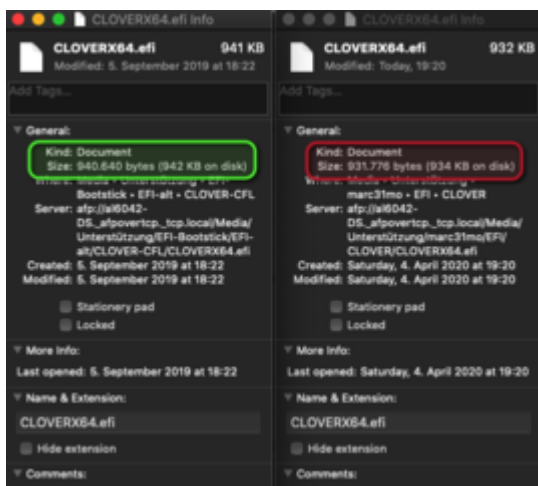 CLOVERX64.efi Info
CLOVERX64.efi 941 KB
Modified: 5. September 2019 at 18:22
Add Tags...
General:
Kind: Document
Size: 940.640 bytes (942 KB on disk)
Where: Media • Unterstützung • EFI-
Bootstick • EFI-alt • CLOVER-CFL
Server: afp://al6042-
DS._afpovertcp._tcp.local/Media/
Unterstützung/EFI-Bootstick/EFI-
alt/CLOVER-CFL/CLOVERX64.efi
Created: 5. September 2019 at 18:22
Modified: 5. September 2019 at 18:22
Stationery pad
Locked
More Info:
Last opened: 5. September 2019 at 18:22
Name & Extension:
CLOVERX64.efi
Hide extension
Comments:
CLOVERX64.efi Info
CLOVERX64.efi 932 KB
Modified: Today, 19:20
Add Tags...
General:
Kind: Document
Size: 931.776 bytes (934 KB on disk)
Where: Media • Unterstützung •
marc31mo • EFI • CLOVER
Server: afp://al6042-
DS._afpovertcp._tcp.local/Media/
Unterstützung/marc31mo/EFI/
CLOVER/CLOVERX64.efi
Created: Saturday, 4. April 2020 at 19:20
Modified: Saturday, 4. April 2020 at 19:20
Stationery pad
Locked
More Info:
Last opened: Saturday, 4. April 2020 at 19:20
Name & Extension:
CLOVERX64.efi
Hide extension
Comments: